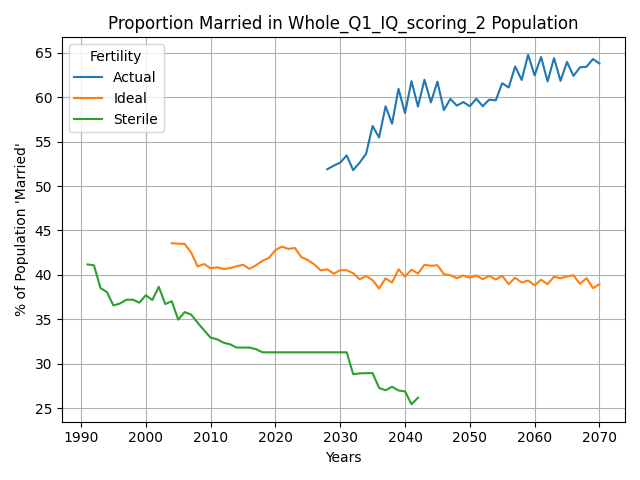 Proportion Married in Whole_Q1_IQ_scoring_2 Population
Fertility
Actual
Ideal
Sterile
% of Population 'Married'
65
60
55
50
45
40
35
30
25
1990
2000
2010
2020
2030
2040
2050
2060
2070
Years